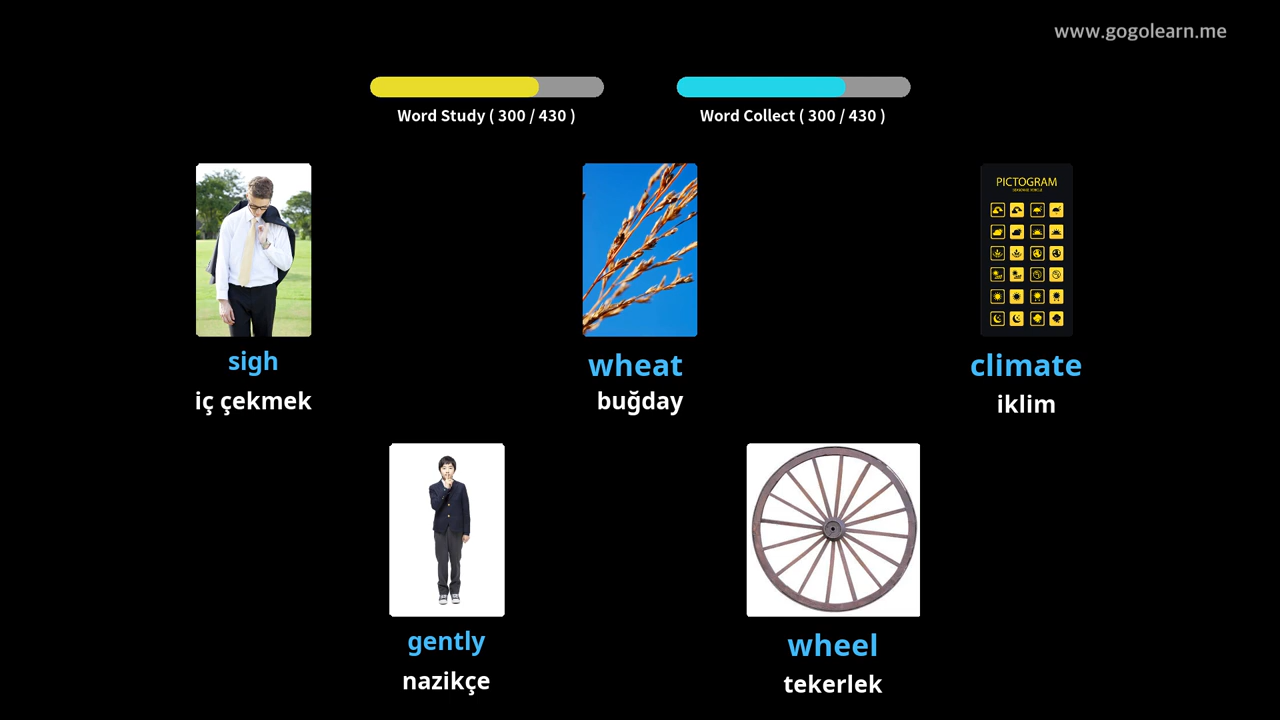 www.gogolearn.me
Word Study ( 300 / 430 )
Word Collect ( 300 / 430 )
PICTOGRAM
sigh
iç çekmek
wheat
buğday
climate
iklim
gently
nazikçe
wheel
tekerlek